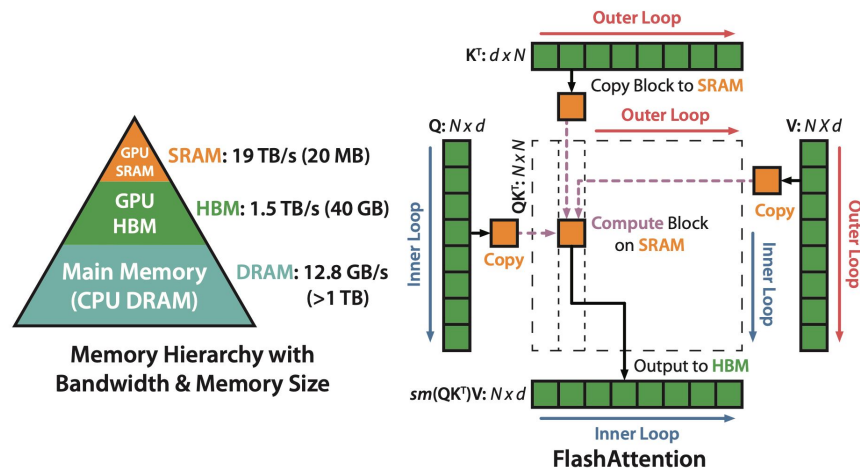 GPU
SRAM
SRAM: 19 TB/s (20 MB)
GPU
HBM
HBM: 1.5 TB/s (40 GB)
Main Memory
(CPU DRAM)
DRAM: 12.8 GB/s
(>1 TB)
Memory Hierarchy with
Bandwidth & Memory Size
Outer Loop
Kᵀ: d x N
Copy Block to SRAM
Outer Loop
Q: N x d
V: N X d
QKᵀ: N x N
Inner Loop
Copy
Compute Block
on SRAM
Copy
Inner Loop
Outer Loop
Output to HBM
sm(QKᵀ)V: N x d
Inner Loop
FlashAttention